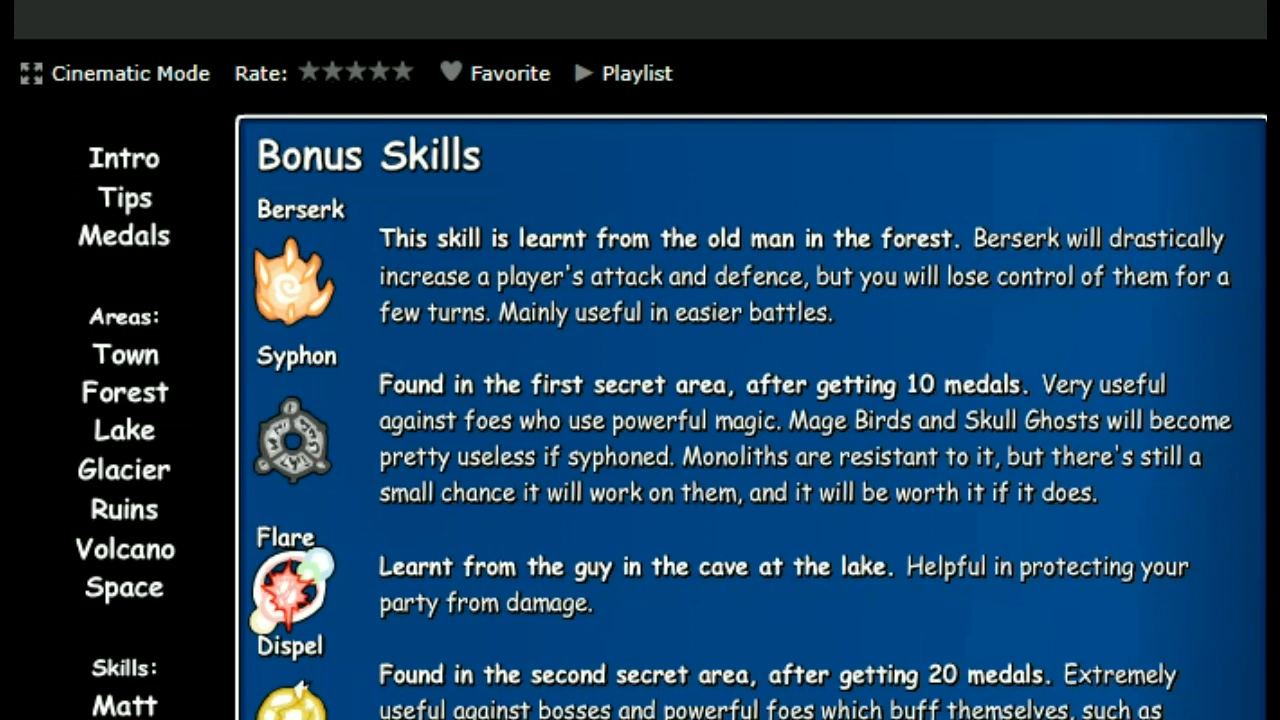 Cinematic Mode Rate: Favorite Playlist
Intro
Tips
Medals
Areas:
Town
Forest
Lake
Glacier
Ruins
Volcano
Space
Skills:
Matt
Bonus Skills
Berserk
This skill is learnt from the old man in the forest. Berserk will drastically
increase a player's attack and defence, but you will lose control of them for a
few turns. Mainly useful in easier battles.
Syphon
Found in the first secret area, after getting 10 medals. Very useful
against foes who use powerful magic. Mage Birds and Skull Ghosts will become
pretty useless if syphoned. Monoliths are resistant to it, but there's still a
small chance it will work on them, and it will be worth it if it does.
Flare
Learnt from the guy in the cave at the lake. Helpful in protecting your
party from damage.
Dispel
Found in the second secret area, after getting 20 medals. Extremely
useful against bosses and powerful foes which buff themselves, such as